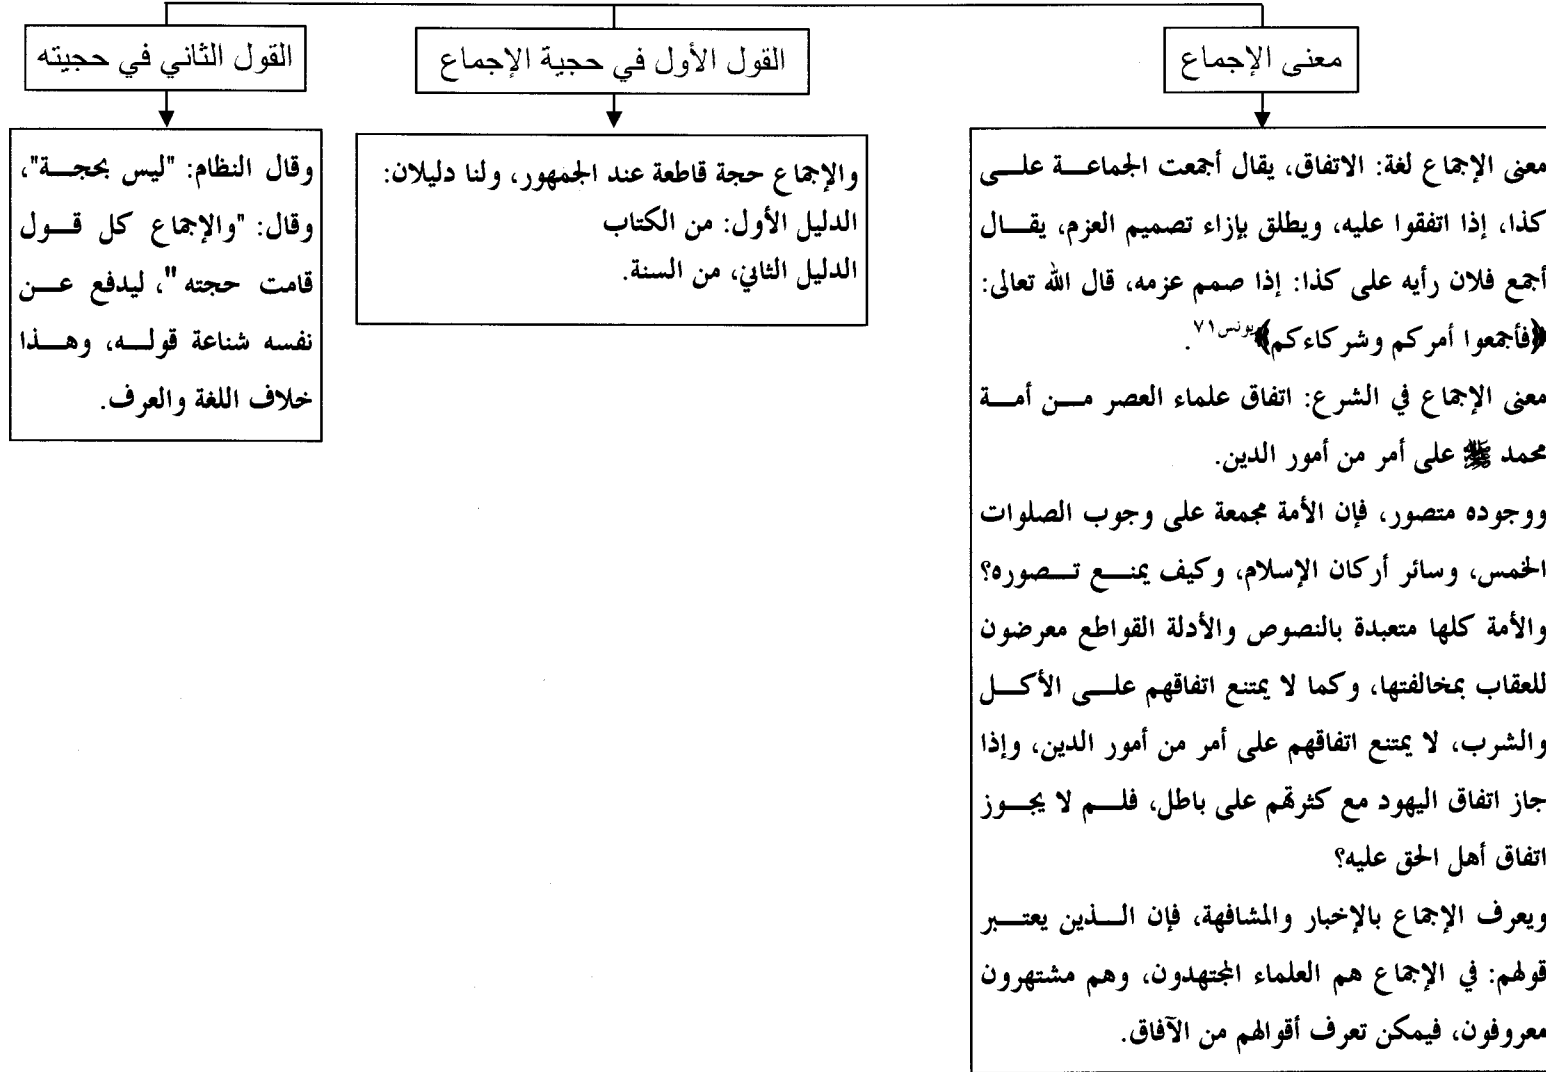 معنى الإجماع
معنى الإجماع لغة: الاتفاق، يقال أجمعت الجماعة على
كذا، إذا اتفقوا عليه، ويطلق بإزاء تصميم العزم، يقال
أجمع فلان رأيه على كذا: إذا صمم عزمه، قال الله تعالى:
﴿فأجمعوا أمركم وشركاءكم﴾يونس٧١.
معنى الإجماع في الشرع: اتفاق علماء العصر من أمة
محمد ﷺ على أمر من أمور الدين.
ووجوده متصور، فإن الأمة مجمعة على وجوب الصلوات
الخمس، وسائر أركان الإسلام، وكيف يمنع تصوره؟
والأمة كلها متعبدة بالنصوص والأدلة القواطع معرضون
للعقاب بمخالفتها، وكما لا يمتنع اتفاقهم على الأكل
والشرب، لا يمتنع اتفاقهم على أمر من أمور الدين، وإذا
جاز اتفاق اليهود مع كثرتهم على باطل، فلم لا يجوز
اتفاق أهل الحق عليه؟
ويعرف الإجماع بالإخبار والمشافهة، فإن الذين يعتبر
قولهم: في الإجماع هم العلماء المجتهدون، وهم مشتهرون
معروفون، فيمكن تعرف أقوالهم من الآفاق.
القول الأول في حجية الإجماع
والإجماع حجة قاطعة عند الجمهور، ولنا دليلان:
الدليل الأول: من الكتاب
الدليل الثاني، من السنة.
القول الثاني في حجيته
وقال النظام: "ليس بحجة"،
وقال: "والإجماع كل قول
قامت حجته"، ليدفع عن
نفسه شناعة قوله، وهذا
خلاف اللغة والعرف.